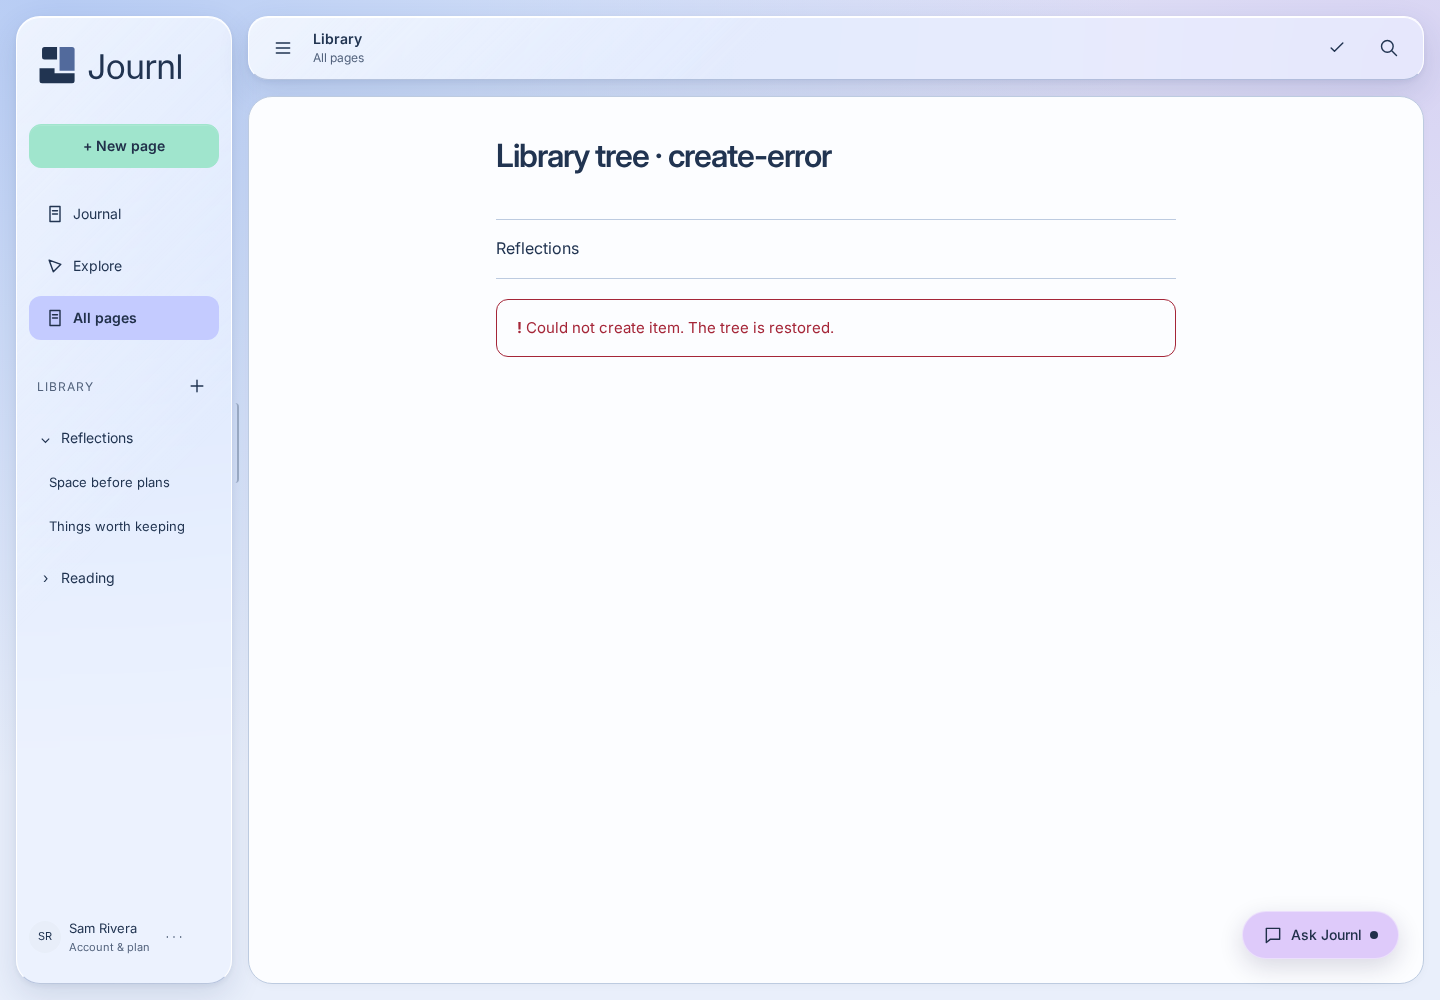 Journl
+ New page
Journal
Explore
All pages
LIBRARY
Reflections
Space before plans
Things worth keeping
Reading
SR
Sam Rivera
Account & plan
Library
All pages
Library tree · create-error
Reflections
! Could not create item. The tree is restored.
Ask Journl